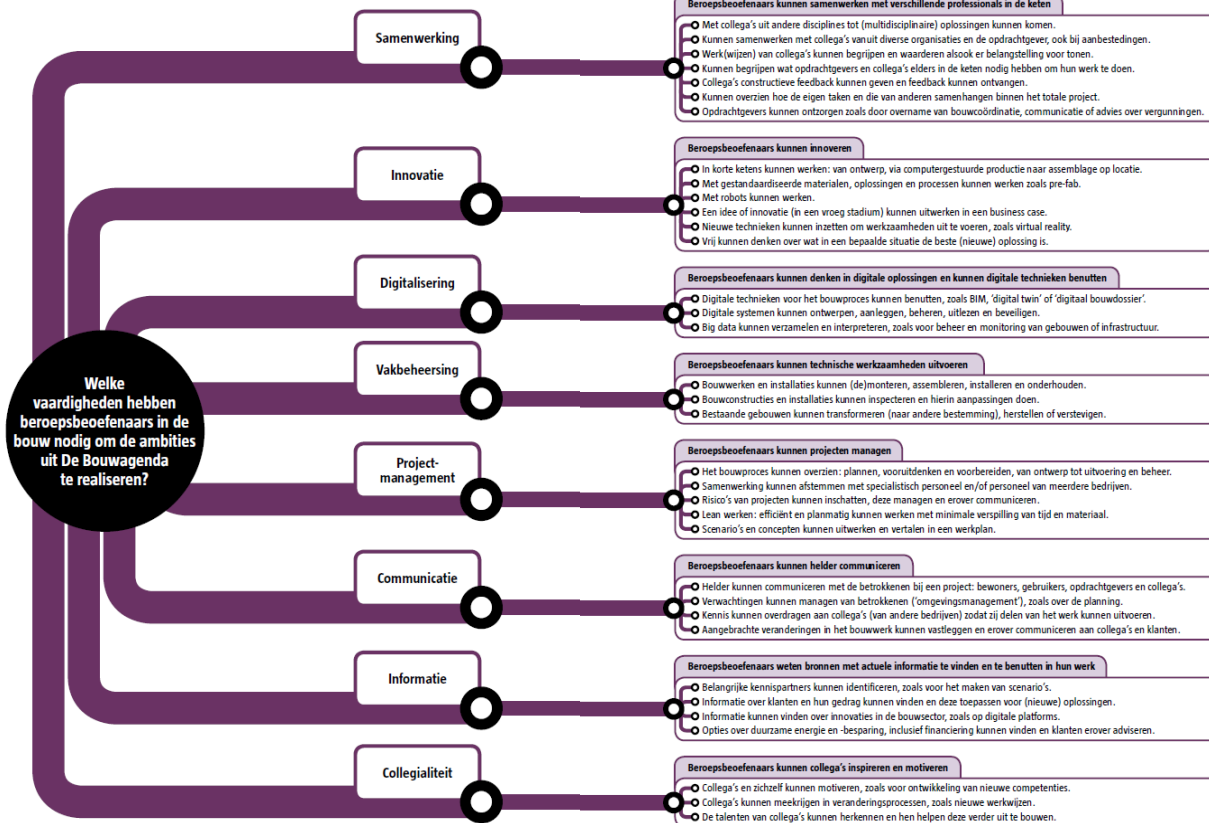 Welke
vaardigheden hebben
beroepsbeoefenaars in de
bouw nodig om de ambities
uit De Bouwagenda
te realiseren?
Samenwerking
Beroepsbeoefenaars kunnen samenwerken met verschillende professionals in de keten
Met collega's uit andere disciplines tot (multidisciplinaire) oplossingen kunnen komen.
Kunnen samenwerken met collega's vanuit diverse organisaties en de opdrachtgever, ook bij aanbestedingen.
Werk(wijzen) van collega's kunnen begrijpen en waarderen alsook er belangstelling voor tonen.
Kunnen begrijpen wat opdrachtgevers en collega's elders in de keten nodig hebben om hun werk te doen.
Collega's constructieve feedback kunnen geven en feedback kunnen ontvangen.
Kunnen overzien hoe de eigen taken en die van anderen samenhangen binnen het totale project.
Opdrachtgevers kunnen ontzorgen zoals door overname van bouwcoördinatie, communicatie of advies over vergunningen.
Innovatie
Beroepsbeoefenaars kunnen innoveren
In korte ketens kunnen werken: van ontwerp, via computergestuurde productie naar assemblage op locatie.
Met gestandaardiseerde materialen, oplossingen en processen kunnen werken zoals pre-fab.
Met robots kunnen werken.
Een idee of innovatie (in een vroeg stadium) kunnen uitwerken in een business case.
Nieuwe technieken kunnen inzetten om werkzaamheden uit te voeren, zoals virtual reality.
Vrij kunnen denken over wat in een bepaalde situatie de beste (nieuwe) oplossing is.
Digitalisering
Beroepsbeoefenaars kunnen denken in digitale oplossingen en kunnen digitale technieken benutten
Digitale technieken voor het bouwproces kunnen benutten, zoals BIM, 'digital twin' of 'digitaal bouwdossier'.
Digitale systemen kunnen ontwerpen, aanleggen, beheren, uitlezen en beveiligen.
Big data kunnen verzamelen en interpreteren, zoals voor beheer en monitoring van gebouwen of infrastructuur.
Vakbeheersing
Beroepsbeoefenaars kunnen technische werkzaamheden uitvoeren
Bouwwerken en installaties kunnen (de)monteren, assembleren, installeren en onderhouden.
Bouwconstructies en installaties kunnen inspecteren en hierin aanpassingen doen.
Bestaande gebouwen kunnen transformeren (naar andere bestemming), herstellen of verstevigen.
Project-
management
Beroepsbeoefenaars kunnen projecten managen
Het bouwproces kunnen overzien: plannen, vooruitdenken en voorbereiden, van ontwerp tot uitvoering en beheer.
Samenwerking kunnen afstemmen met specialistisch personeel en/of personeel van meerdere bedrijven.
Risico's van projecten kunnen inschatten, deze managen en erover communiceren.
Lean werken: efficiënt en planmatig kunnen werken met minimale verspilling van tijd en materiaal.
Scenario's en concepten kunnen uitwerken en vertalen in een werkplan.
Communicatie
Beroepsbeoefenaars kunnen helder communiceren
Helder kunnen communiceren met de betrokkenen bij een project: bewoners, gebruikers, opdrachtgevers en collega's.
Verwachtingen kunnen managen van betrokkenen ('omgevingsmanagement'), zoals over de planning.
Kennis kunnen overdragen aan collega's (van andere bedrijven) zodat zij delen van het werk kunnen uitvoeren.
Aangebrachte veranderingen in het bouwwerk kunnen vastleggen en erover communiceren aan collega's en klanten.
Informatie
Beroepsbeoefenaars weten bronnen met actuele informatie te vinden en te benutten in hun werk
Belangrijke kennispartners kunnen identificeren, zoals voor het maken van scenario's.
Informatie over klanten en hun gedrag kunnen vinden en deze toepassen voor (nieuwe) oplossingen.
Informatie kunnen vinden over innovaties in de bouwsector, zoals op digitale platforms.
Opties over duurzame energie en -besparing, inclusief financiering kunnen vinden en klanten erover adviseren.
Collegialiteit
Beroepsbeoefenaars kunnen collega's inspireren en motiveren
Collega's en zichzelf kunnen motiveren, zoals voor ontwikkeling van nieuwe competenties.
Collega's kunnen meekrijgen in veranderingsprocessen, zoals nieuwe werkwijzen.
De talenten van collega's kunnen herkennen en hen helpen deze verder uit te bouwen.